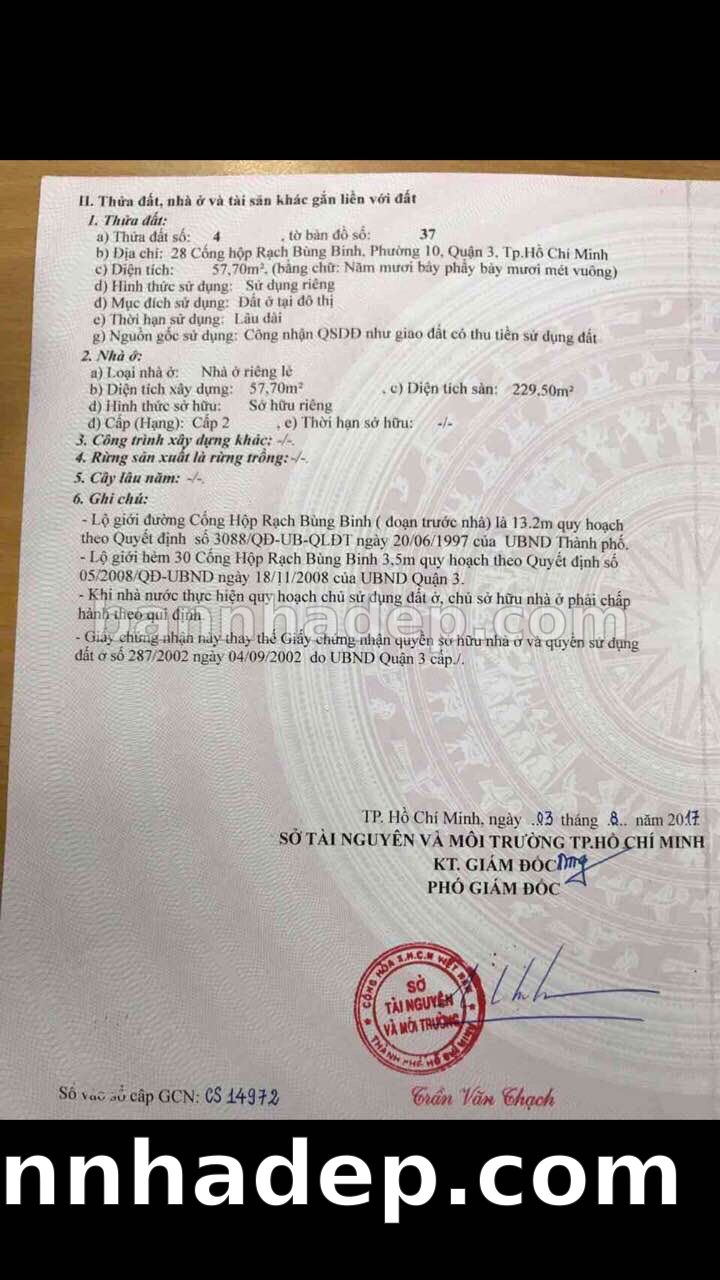 II. Thửa đất, nhà ở và tài sản khác gắn liền với đất
1. Thửa đất:
a) Thửa đất số: 4 , tờ bản đồ số: 37
b) Địa chỉ: 28 Cống hộp Rạch Bùng Binh, Phường 10, Quận 3, Tp.Hồ Chí Minh
c) Diện tích: 57,70m², (bằng chữ: Năm mươi bảy phẩy bảy mươi mét vuông)
d) Hình thức sử dụng: Sử dụng riêng
đ) Mục đích sử dụng: Đất ở tại đô thị
e) Thời hạn sử dụng: Lâu dài
g) Nguồn gốc sử dụng: Công nhận QSDĐ như giao đất có thu tiền sử dụng đất
2. Nhà ở:
a) Loại nhà ở: Nhà ở riêng lẻ
b) Diện tích xây dựng: 57,70m² , c) Diện tích sàn: 229.50m²
d) Hình thức sở hữu: Sở hữu riêng
đ) Cấp (Hạng): Cấp 2 , e) Thời hạn sở hữu: -/-
3. Công trình xây dựng khác: -/-.
4. Rừng sản xuất là rừng trồng: -/-.
5. Cây lâu năm: -/-.
6. Ghi chú:
- Lộ giới đường Cống Hộp Rạch Bùng Binh ( đoạn trước nhà) là 13.2m quy hoạch
theo Quyết định số 3088/QĐ-UB-QLĐT ngày 20/06/1997 của UBND Thành phố.
- Lộ giới hẻm 30 Cống Hộp Rạch Bùng Binh 3,5m quy hoạch theo Quyết định số
05/2008/QĐ-UBND ngày 18/11/2008 của UBND Quận 3.
- Khi nhà nước thực hiện quy hoạch chủ sử dụng đất ở, chủ sở hữu nhà ở phải chấp
hành theo qui định
- Giấy chứng nhận này thay thế Giấy chứng nhận quyền sở hữu nhà ở và quyền sử dụng
đất ở số 287/2002 ngày 04/09/2002 do UBND Quận 3 cấp./.
TP. Hồ Chí Minh, ngày .03 tháng .8.. năm 2017
SỞ TÀI NGUYÊN VÀ MÔI TRƯỜNG TP.HỒ CHÍ MINH
KT. GIÁM ĐỐC
PHÓ GIÁM ĐỐC
CỘNG HÒA X.H.C.N VIỆT NAM
SỞ
TÀI NGUYÊN
VÀ MÔI TRƯỜNG
THÀNH PHỐ HỒ CHÍ MINH
Số vào sổ cấp GCN: CS 14972
Trần Văn Thạch
nnhadep.com